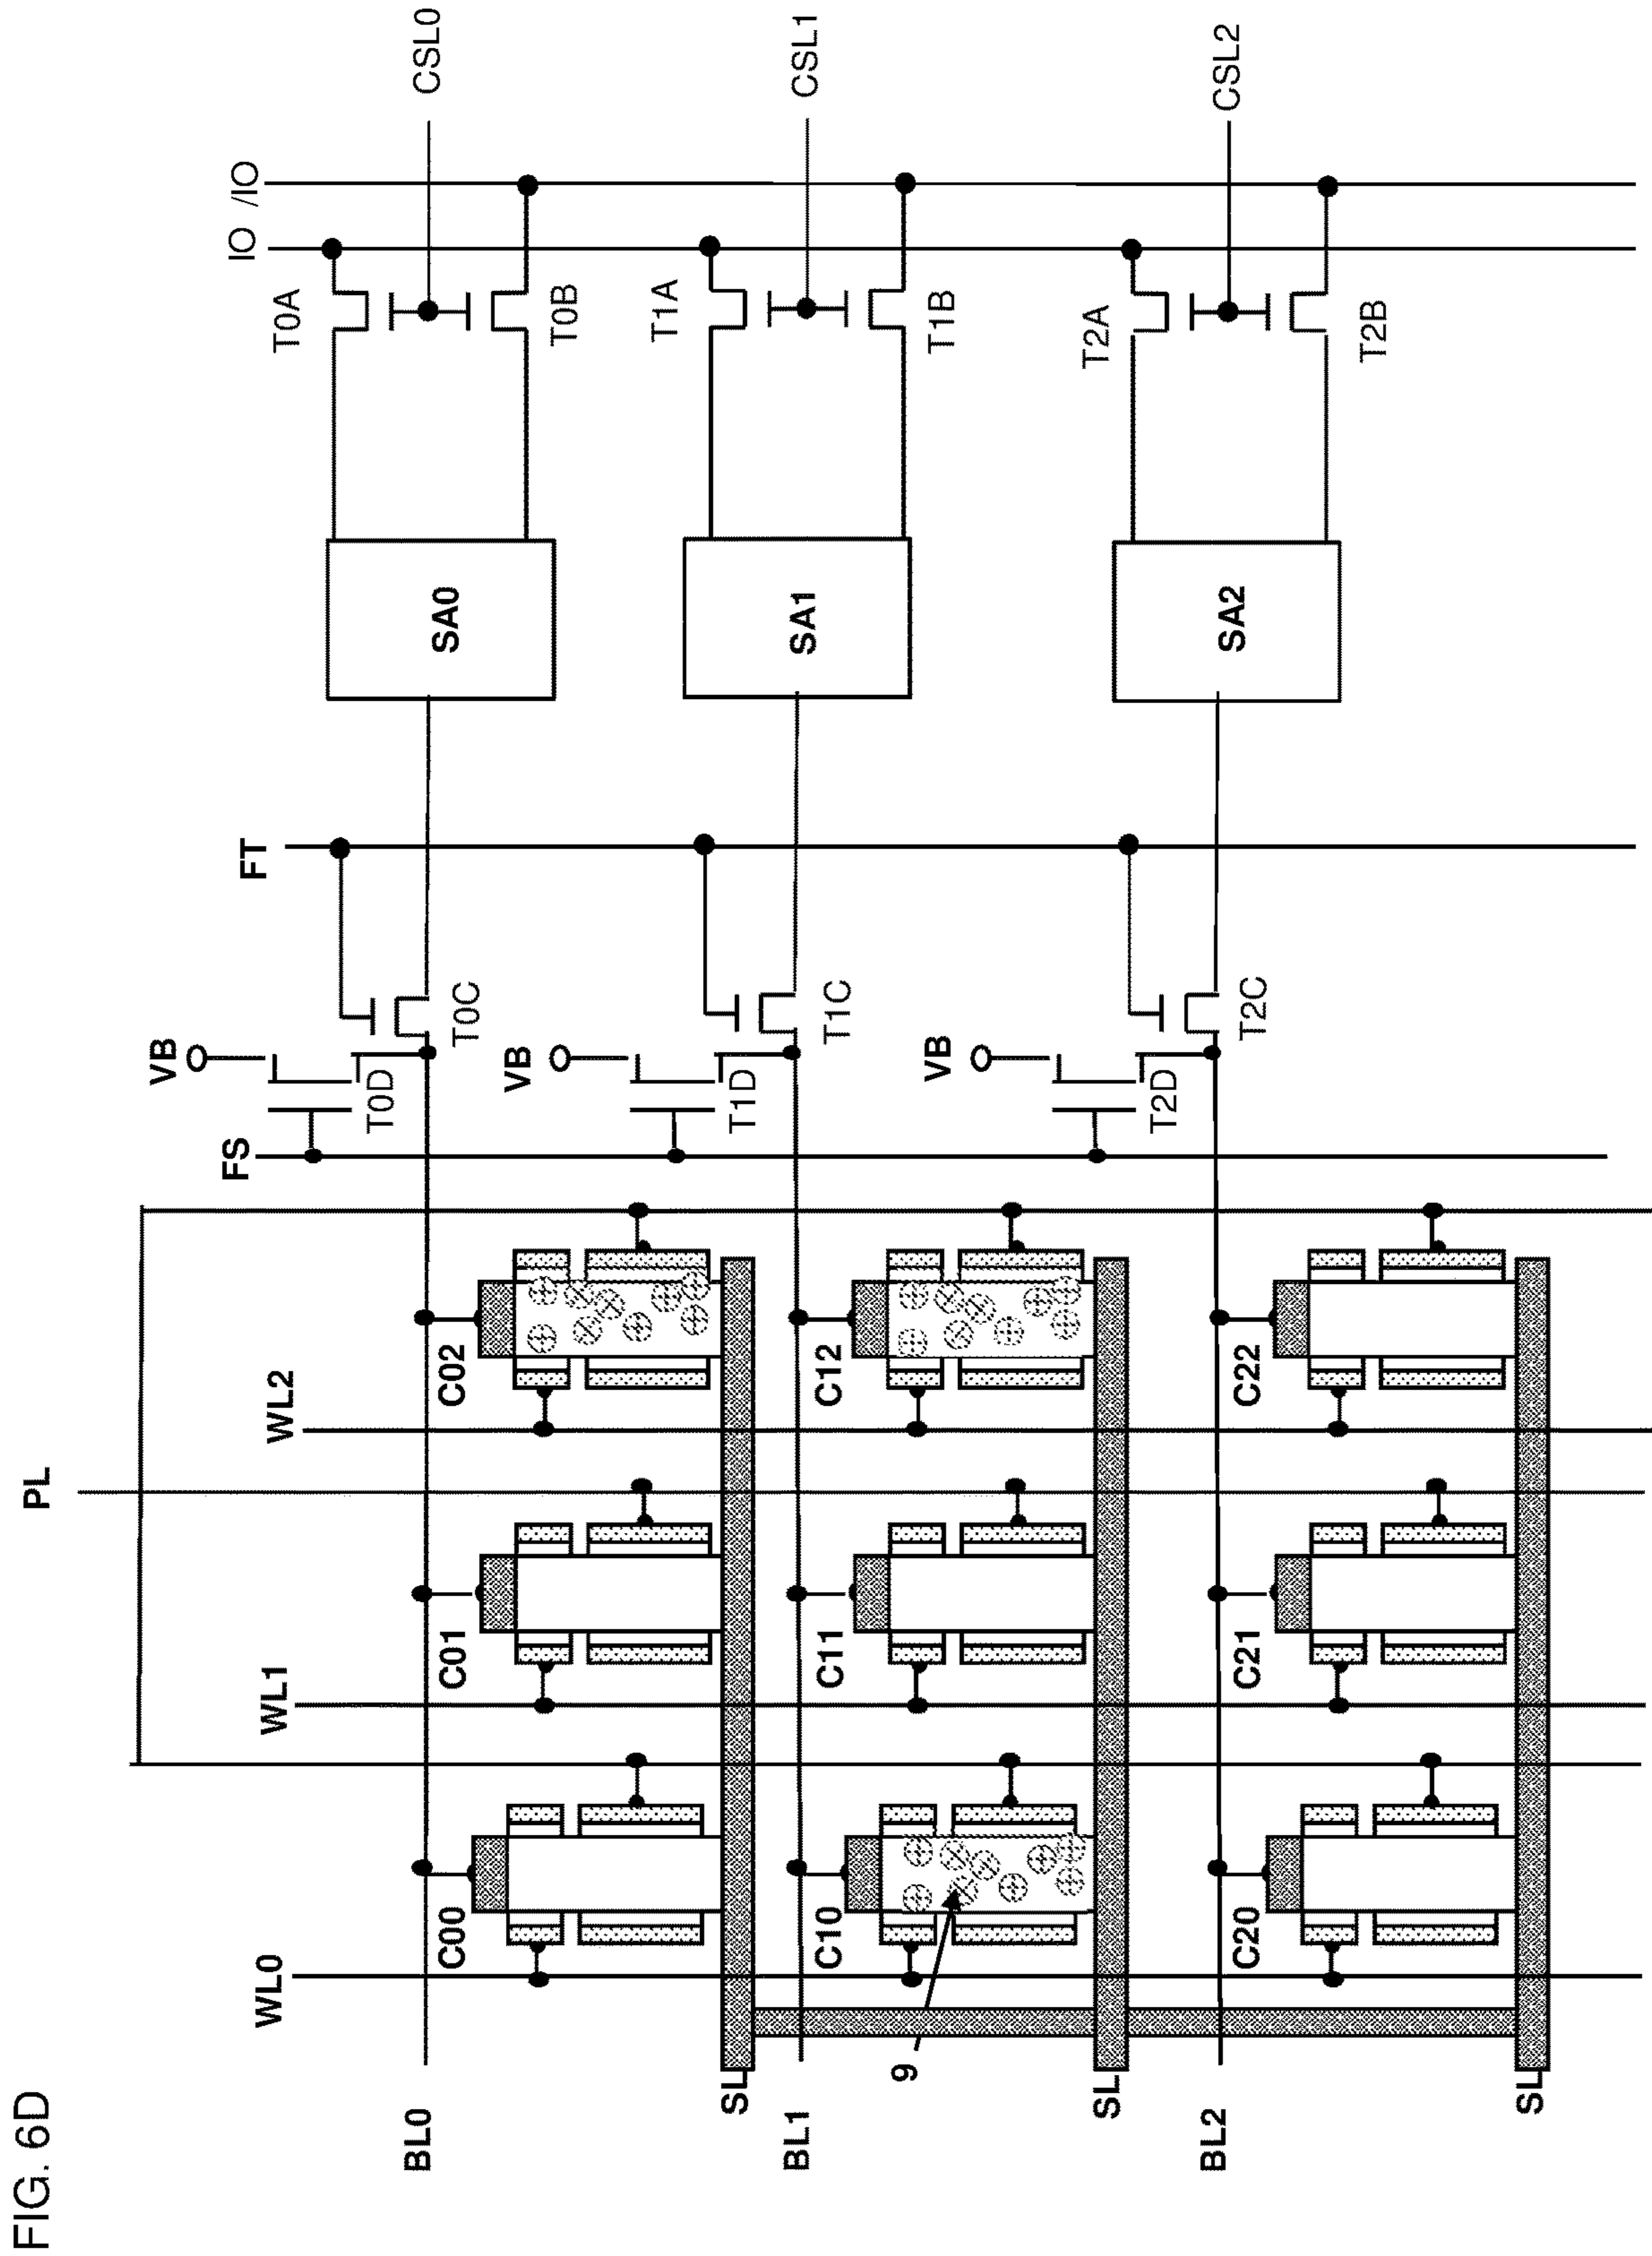 FIG. 6D
PL
WL0
WL1
WL2
FS
FT
IO
/IO
VB
T0D
T0C
T0A
T0B
CSL0
BL0
C00
C01
C02
SA0
SL
VB
T1D
T1C
T1A
T1B
CSL1
BL1
C10
C11
C12
SA1
9
SL
VB
T2D
T2C
T2A
T2B
CSL2
BL2
C20
C21
C22
SA2
SL